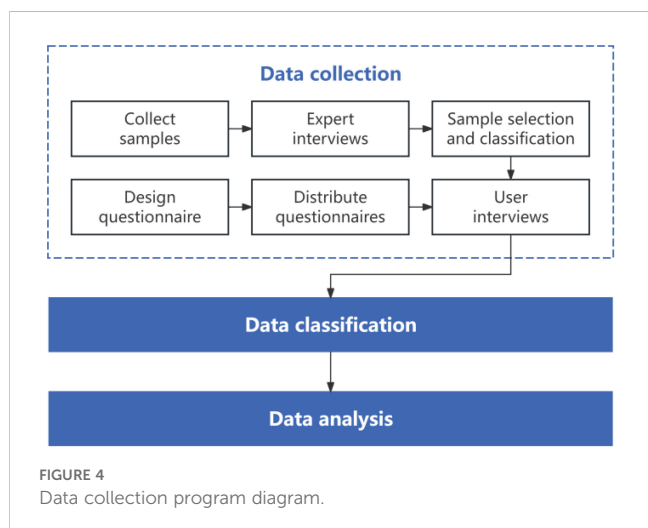 Data collection
Collect
samples
Expert
interviews
Sample selection
and classification
Design
questionnaire
Distribute
questionnaires
User
interviews
Data classification
Data analysis
FIGURE 4
Data collection program diagram.